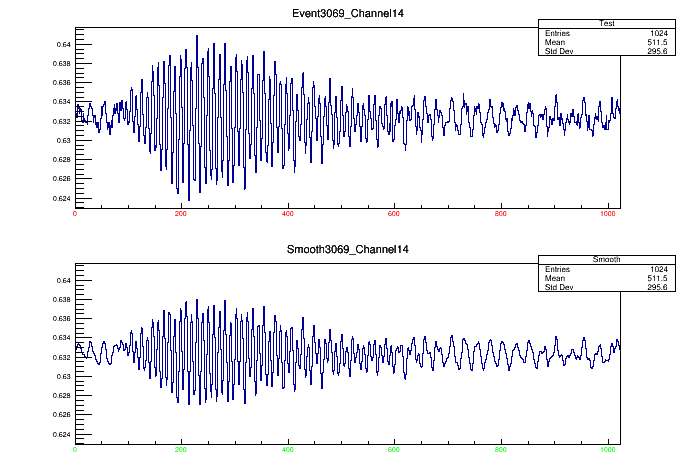 Event3069_Channel14
Test
Entries 1024
Mean 511.5
Std Dev 295.6
0.64
0.638
0.636
0.634
0.632
0.63
0.628
0.626
0.624
0 200 400 600 800 1000
Smooth3069_Channel14
Smooth
Entries 1024
Mean 511.5
Std Dev 295.6
0.64
0.638
0.636
0.634
0.632
0.63
0.628
0.626
0.624
0 200 400 600 800 1000